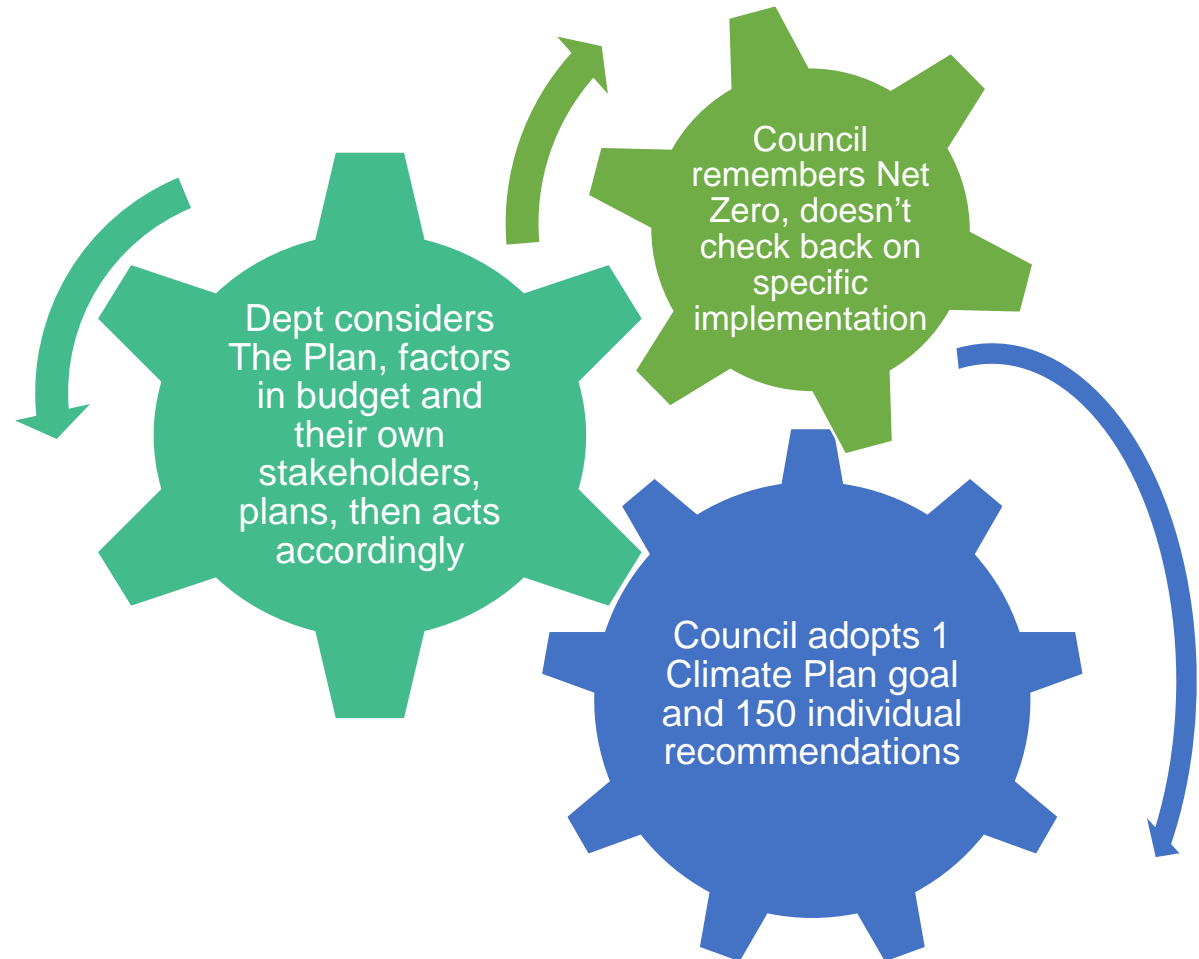 Council
remembers Net
Zero, doesn’t
check back on
specific
implementation
Dept considers
The Plan, factors
in budget and
their own
stakeholders,
plans, then acts
accordingly
Council adopts 1
Climate Plan goal
and 150 individual
recommendations